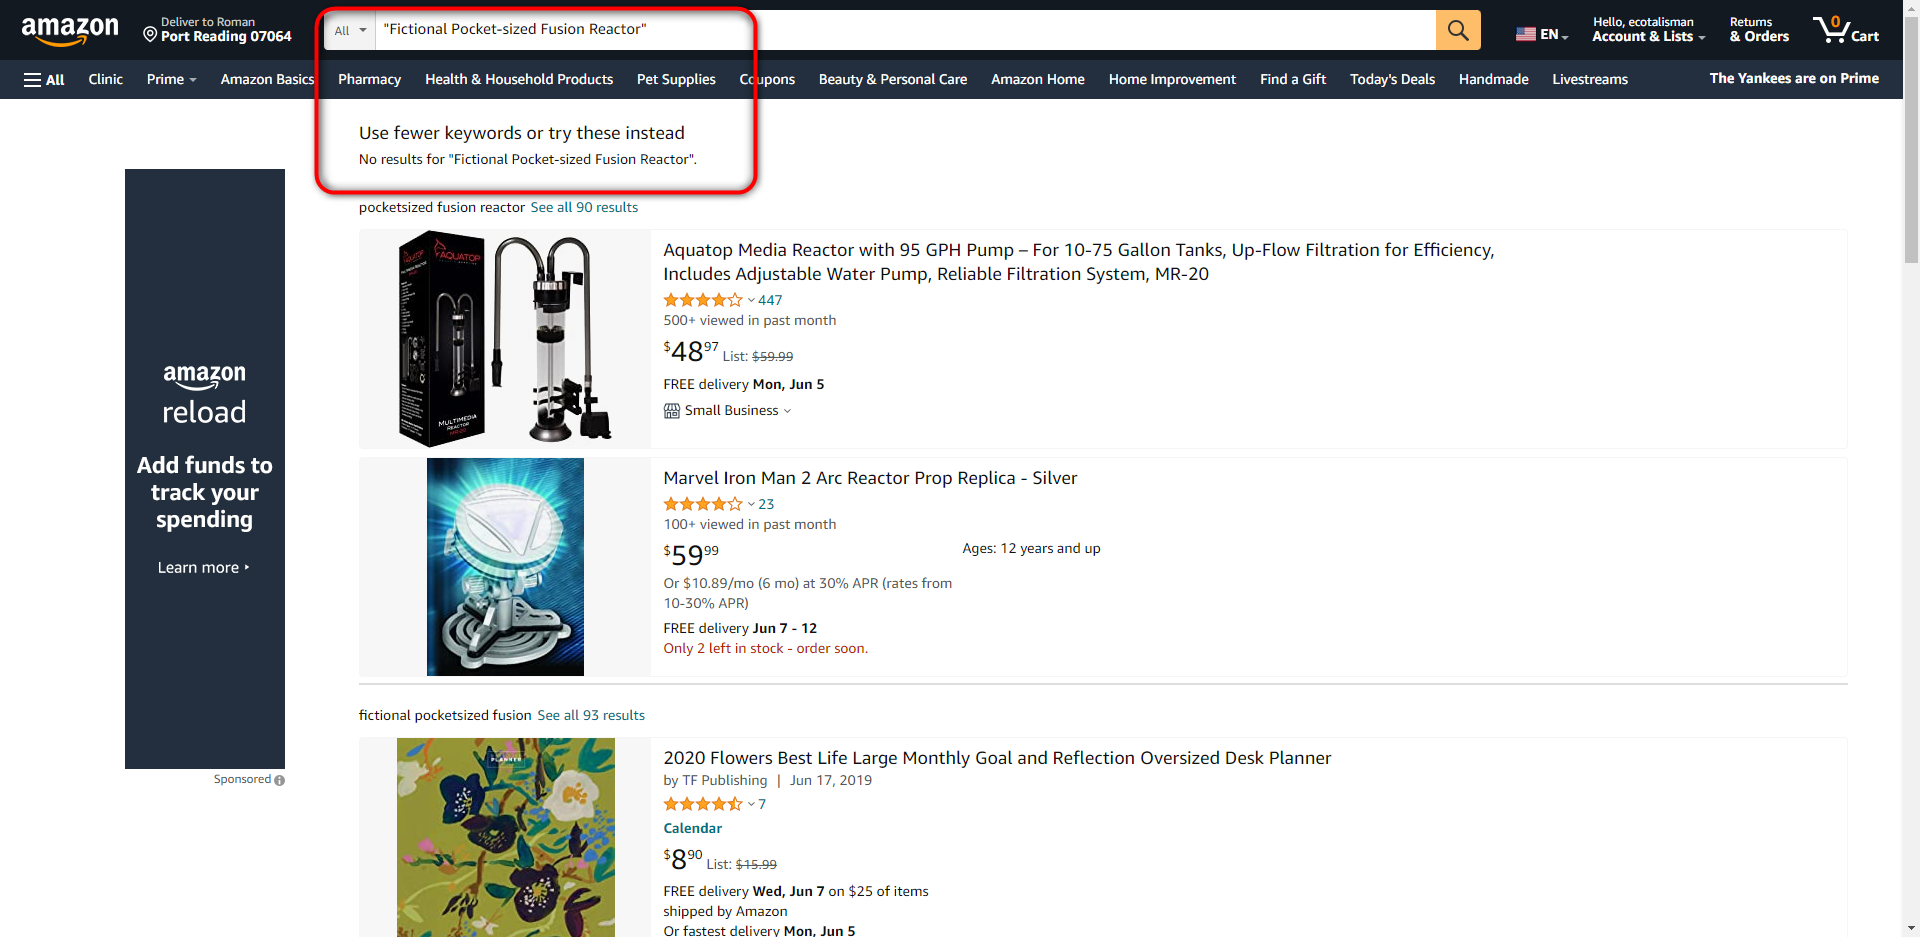 amazon
Deliver to Roman
Port Reading 07064
All
"Fictional Pocket-sized Fusion Reactor"
EN
Hello, ecotalisman
Account & Lists
Returns
& Orders
0
Cart
All
Clinic
Prime
Amazon Basics
Pharmacy
Health & Household Products
Pet Supplies
Coupons
Beauty & Personal Care
Amazon Home
Home Improvement
Find a Gift
Today's Deals
Handmade
Livestreams
The Yankees are on Prime
Use fewer keywords or try these instead
No results for "Fictional Pocket-sized Fusion Reactor".
amazon
reload
Add funds to
track your
spending
Learn more
Sponsored
pocketsized fusion reactor See all 90 results
AQUATOP
MULTIMEDIA
REACTOR
MR-20
Aquatop Media Reactor with 95 GPH Pump – For 10-75 Gallon Tanks, Up-Flow Filtration for Efficiency,
Includes Adjustable Water Pump, Reliable Filtration System, MR-20
447
500+ viewed in past month
$48.97 List: $59.99
FREE delivery Mon, Jun 5
Small Business
Marvel Iron Man 2 Arc Reactor Prop Replica - Silver
23
100+ viewed in past month
$59.99
Ages: 12 years and up
Or $10.89/mo (6 mo) at 30% APR (rates from
10-30% APR)
FREE delivery Jun 7 - 12
Only 2 left in stock - order soon.
fictional pocketsized fusion See all 93 results
PLANNER
2020 Flowers Best Life Large Monthly Goal and Reflection Oversized Desk Planner
by TF Publishing | Jun 17, 2019
7
Calendar
$8.90 List: $15.99
FREE delivery Wed, Jun 7 on $25 of items
shipped by Amazon
Or fastest delivery Mon, Jun 5